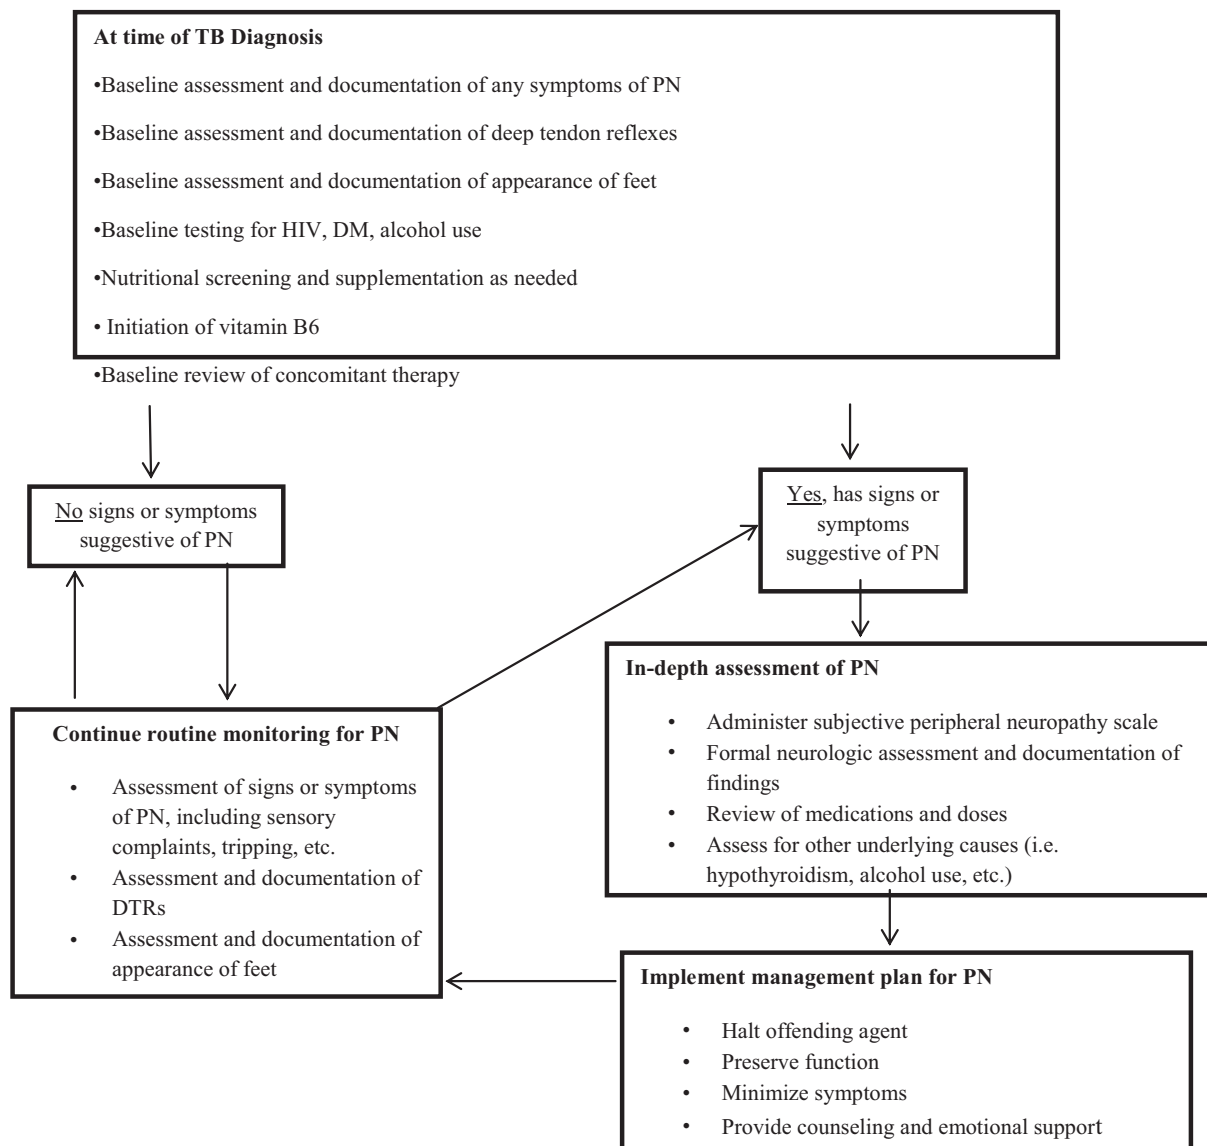 At time of TB Diagnosis
•Baseline assessment and documentation of any symptoms of PN
•Baseline assessment and documentation of deep tendon reflexes
•Baseline assessment and documentation of appearance of feet
•Baseline testing for HIV, DM, alcohol use
•Nutritional screening and supplementation as needed
• Initiation of vitamin B6
•Baseline review of concomitant therapy
No signs or symptoms
suggestive of PN
Yes, has signs or
symptoms
suggestive of PN
Continue routine monitoring for PN
• Assessment of signs or symptoms
of PN, including sensory
complaints, tripping, etc.
• Assessment and documentation of
DTRs
• Assessment and documentation of
appearance of feet
In-depth assessment of PN
• Administer subjective peripheral neuropathy scale
• Formal neurologic assessment and documentation of
findings
• Review of medications and doses
• Assess for other underlying causes (i.e.
hypothyroidism, alcohol use, etc.)
Implement management plan for PN
• Halt offending agent
• Preserve function
• Minimize symptoms
• Provide counseling and emotional support